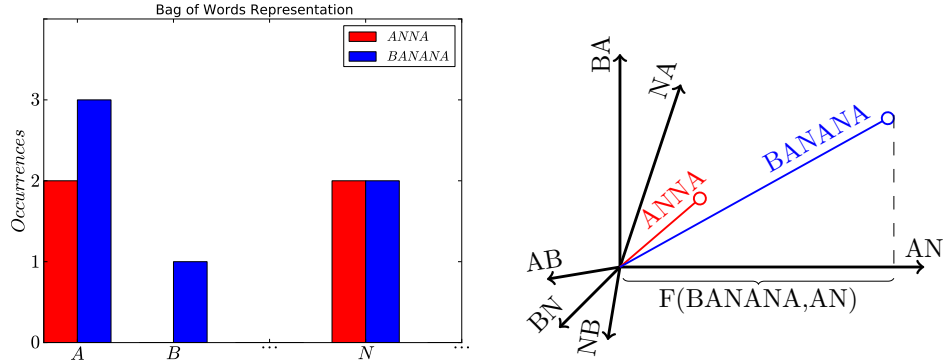 Bag of Words Representation
ANNA
BANANA
Occurrences
3
2
1
0
A
B
...
N
...
BA
NA
BANANA
ANNA
AN
AB
F(BANANA,AN)
BN
NB